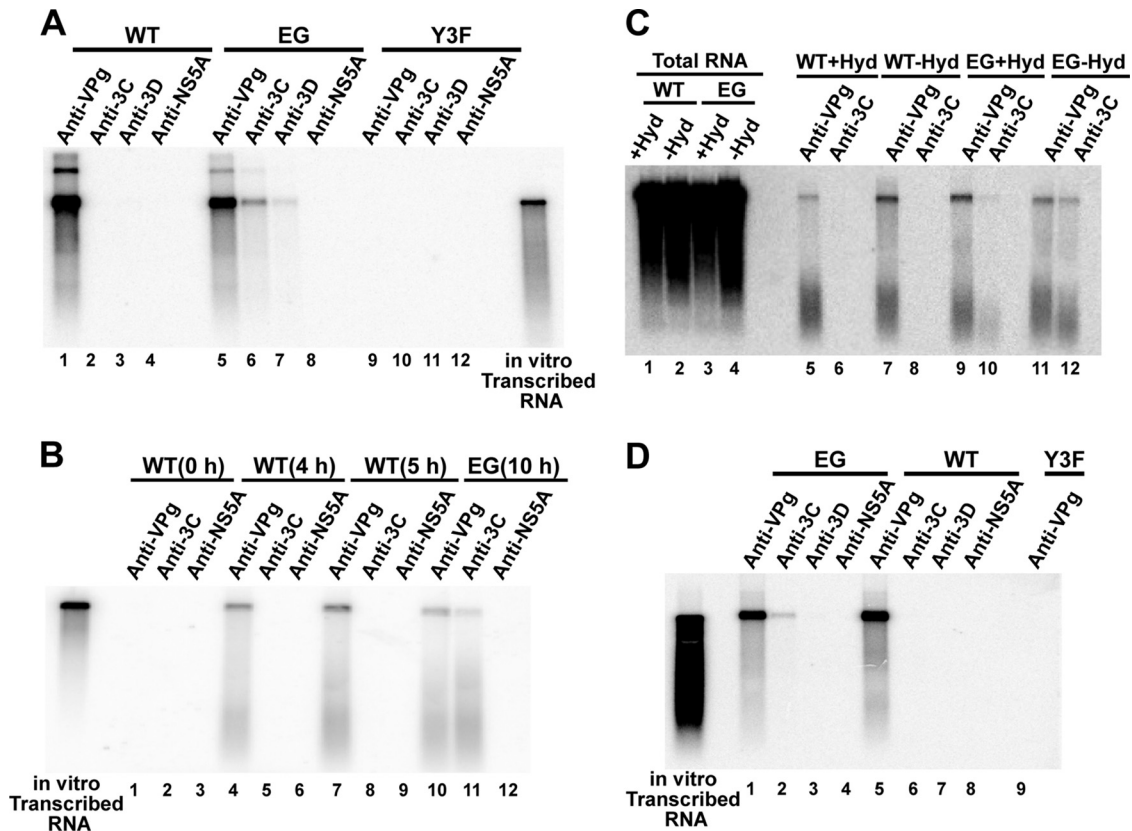 A
WT EG Y3F
Anti-VPg Anti-3C Anti-3D Anti-NS5A Anti-VPg Anti-3C Anti-3D Anti-NS5A Anti-VPg Anti-3C Anti-3D Anti-NS5A
1 2 3 4 5 6 7 8 9 10 11 12 in vitro
Transcribed
RNA
C
Total RNA WT+Hyd WT-Hyd EG+Hyd EG-Hyd
WT EG
+Hyd -Hyd +Hyd -Hyd Anti-VPg Anti-3C Anti-VPg Anti-3C Anti-VPg Anti-3C Anti-VPg Anti-3C
1 2 3 4 5 6 7 8 9 10 11 12
B
WT(0 h) WT(4 h) WT(5 h) EG(10 h)
Anti-VPg Anti-3C Anti-NS5A Anti-VPg Anti-3C Anti-NS5A Anti-VPg Anti-3C Anti-NS5A Anti-VPg Anti-3C Anti-NS5A
in vitro 1 2 3 4 5 6 7 8 9 10 11 12
Transcribed
RNA
D
EG WT Y3F
Anti-VPg Anti-3C Anti-3D Anti-NS5A Anti-VPg Anti-3C Anti-3D Anti-NS5A Anti-VPg
in vitro 1 2 3 4 5 6 7 8 9
Transcribed
RNA